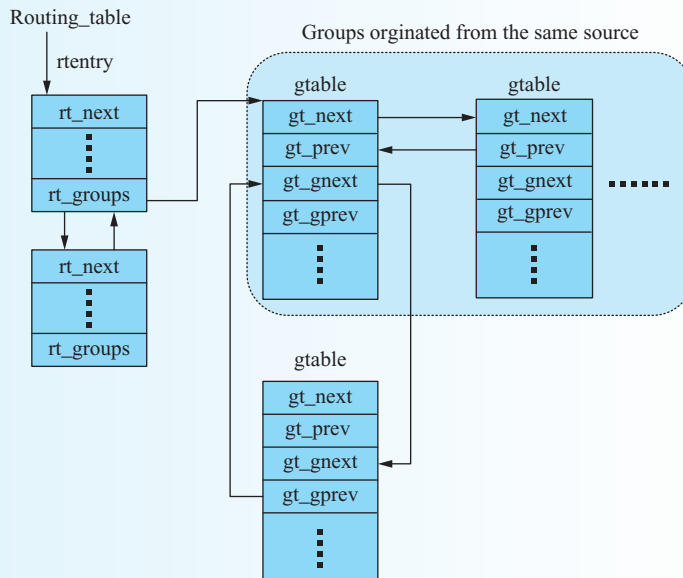 Routing_table
rtentry
rt_next
rt_groups
rt_next
rt_groups
Groups orginated from the same source
gtable
gt_next
gt_prev
gt_gnext
gt_gprev
gtable
gt_next
gt_prev
gt_gnext
gt_gprev
gtable
gt_next
gt_prev
gt_gnext
gt_gprev